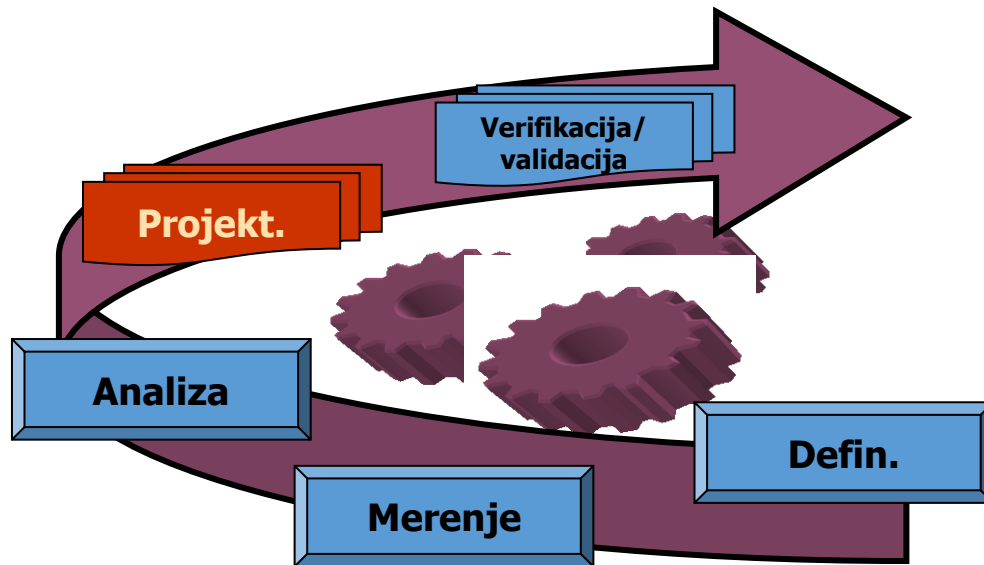 Verifikacija/
validacija
Projekt.
Analiza
Defin.
Merenje